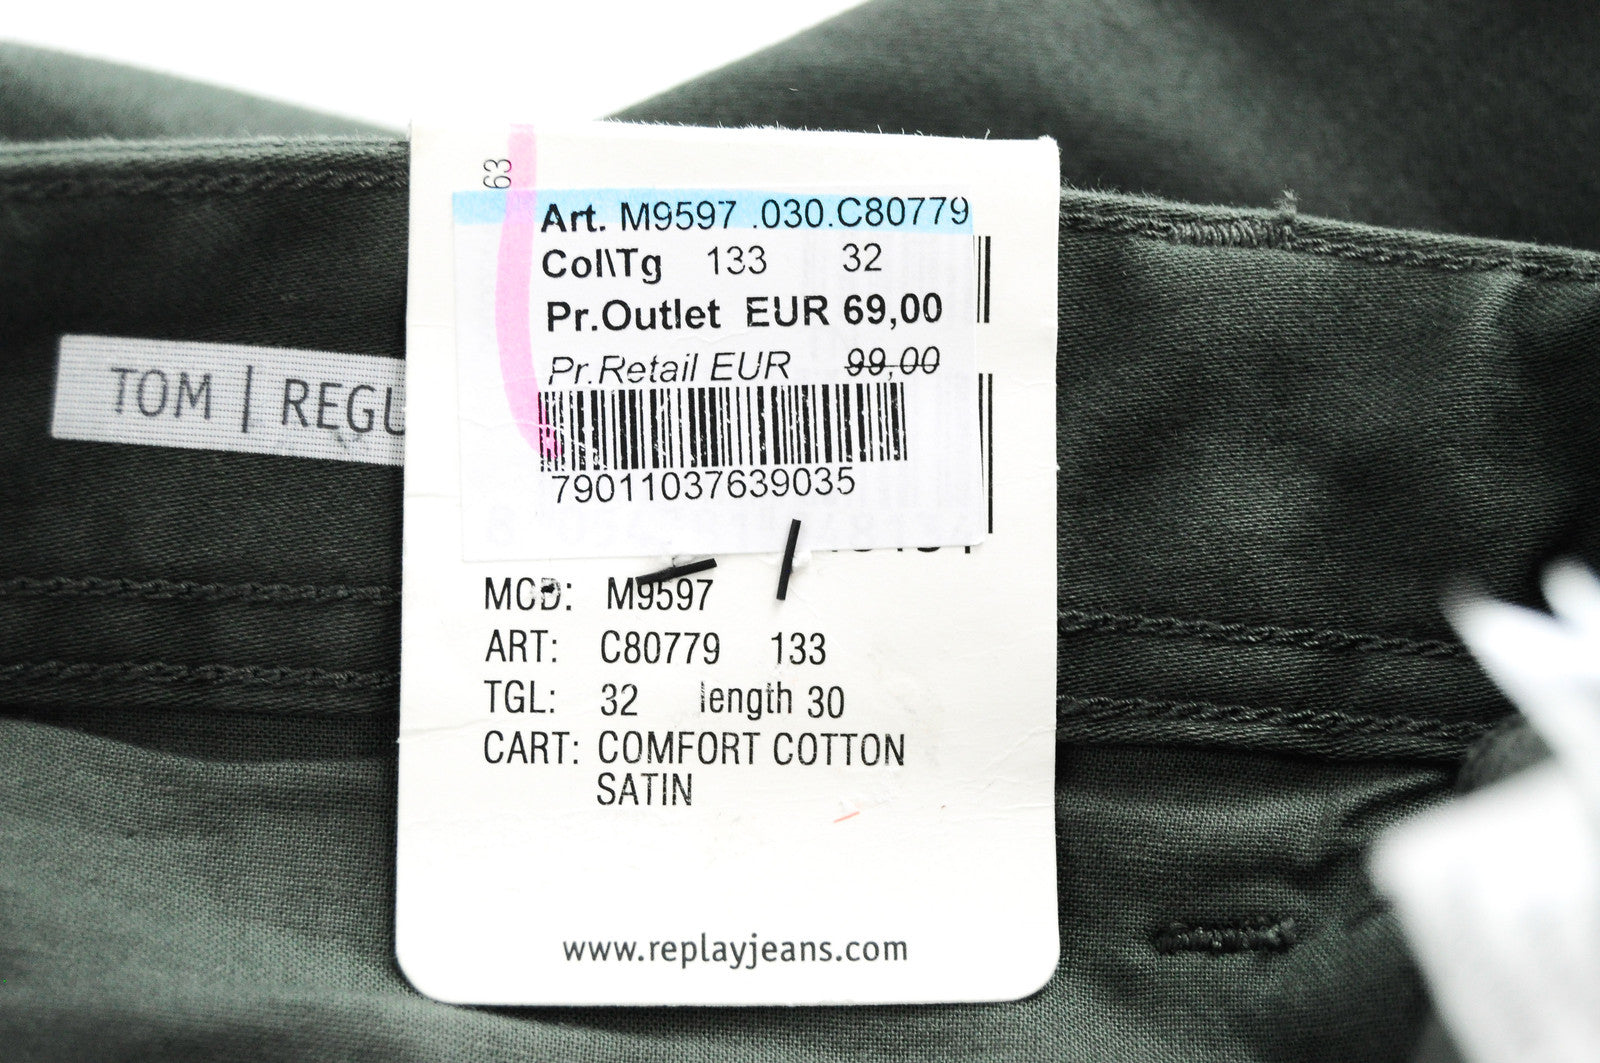 63
Art. M9597 .030.C80779
Col\Tg 133 32
Pr.Outlet EUR 69,00
Pr.Retail EUR 99,00
79011037639035
TOM | REGU
MOD: M9597
ART: C80779 133
TGL: 32 length 30
CART: COMFORT COTTON
SATIN
www.replayjeans.com